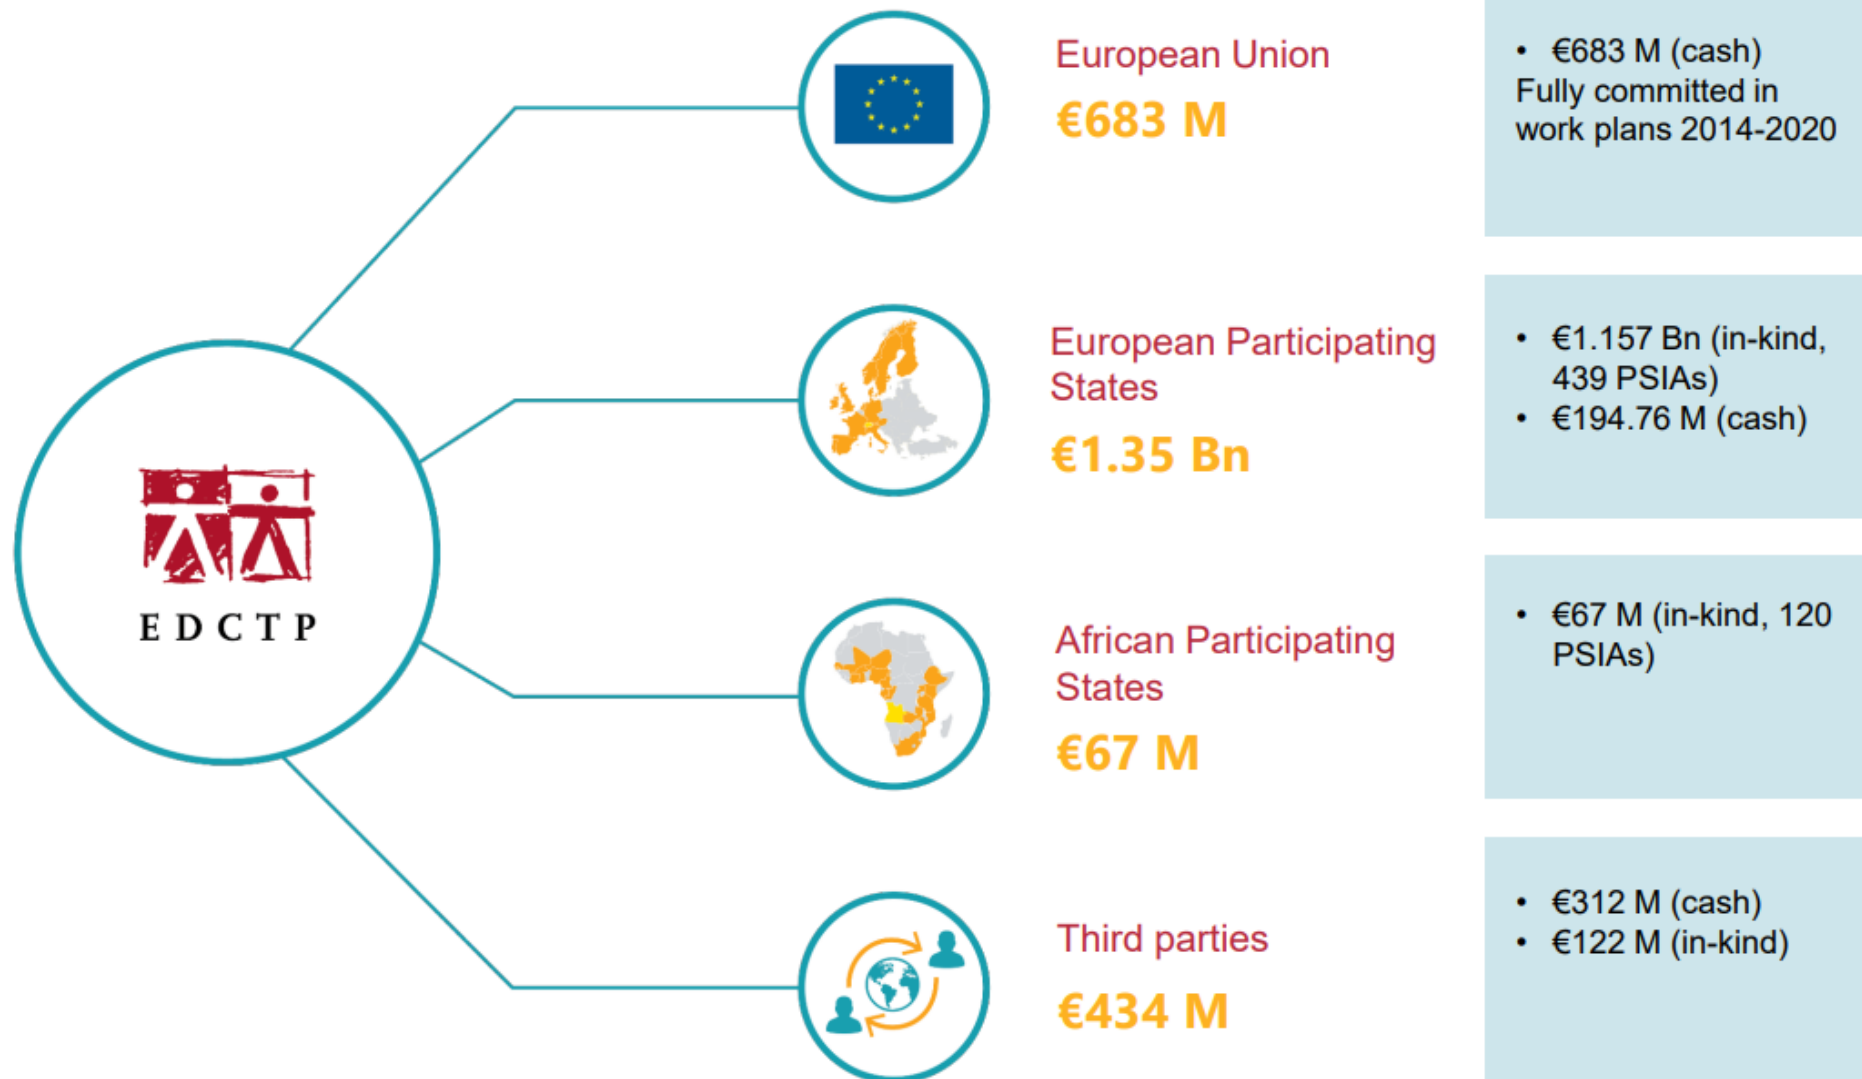 EDCTP
European Union
€683 M
• €683 M (cash)
Fully committed in
work plans 2014-2020
European Participating
States
€1.35 Bn
• €1.157 Bn (in-kind,
439 PSIAs)
• €194.76 M (cash)
African Participating
States
€67 M
• €67 M (in-kind, 120
PSIAs)
Third parties
€434 M
• €312 M (cash)
• €122 M (in-kind)